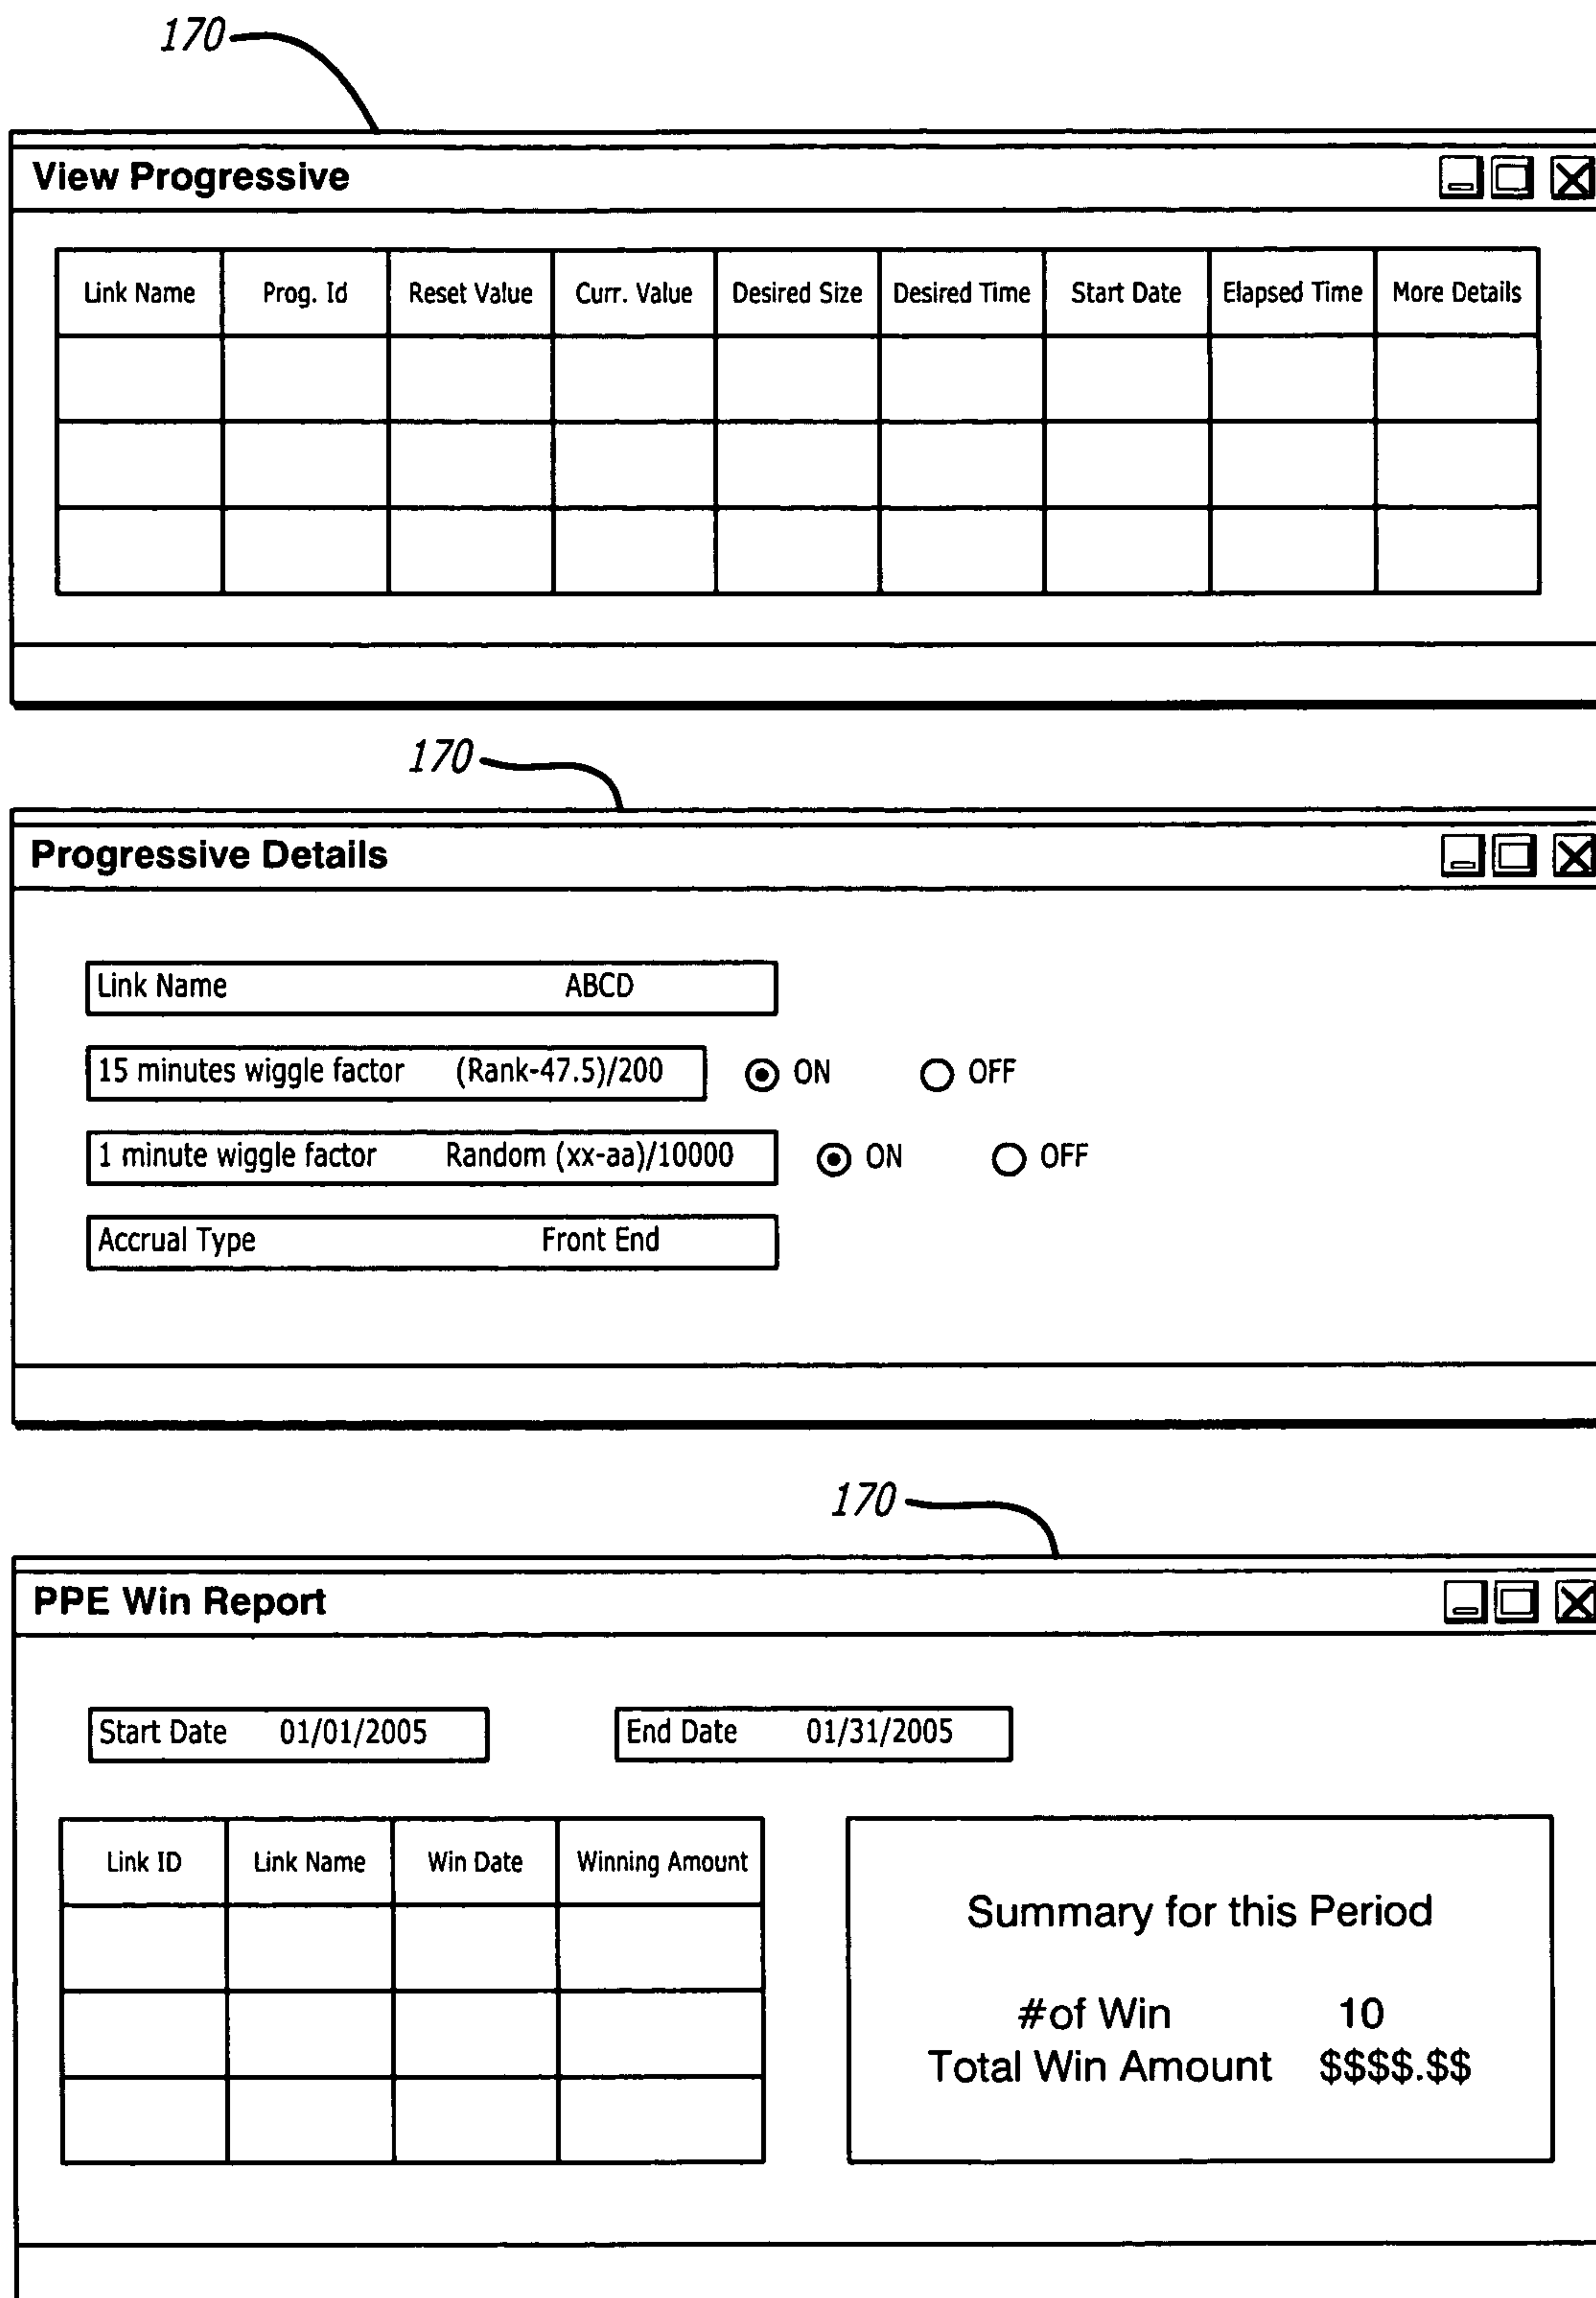 170
View Progressive
Link Name Prog. Id Reset Value Curr. Value Desired Size Desired Time Start Date Elapsed Time More Details
170
Progressive Details
Link Name ABCD
15 minutes wiggle factor (Rank-47.5)/200 ON OFF
1 minute wiggle factor Random (xx-aa)/10000 ON OFF
Accrual Type Front End
170
PPE Win Report
Start Date 01/01/2005 End Date 01/31/2005
Link ID Link Name Win Date Winning Amount
Summary for this Period
#of Win 10
Total Win Amount $$$$.$$